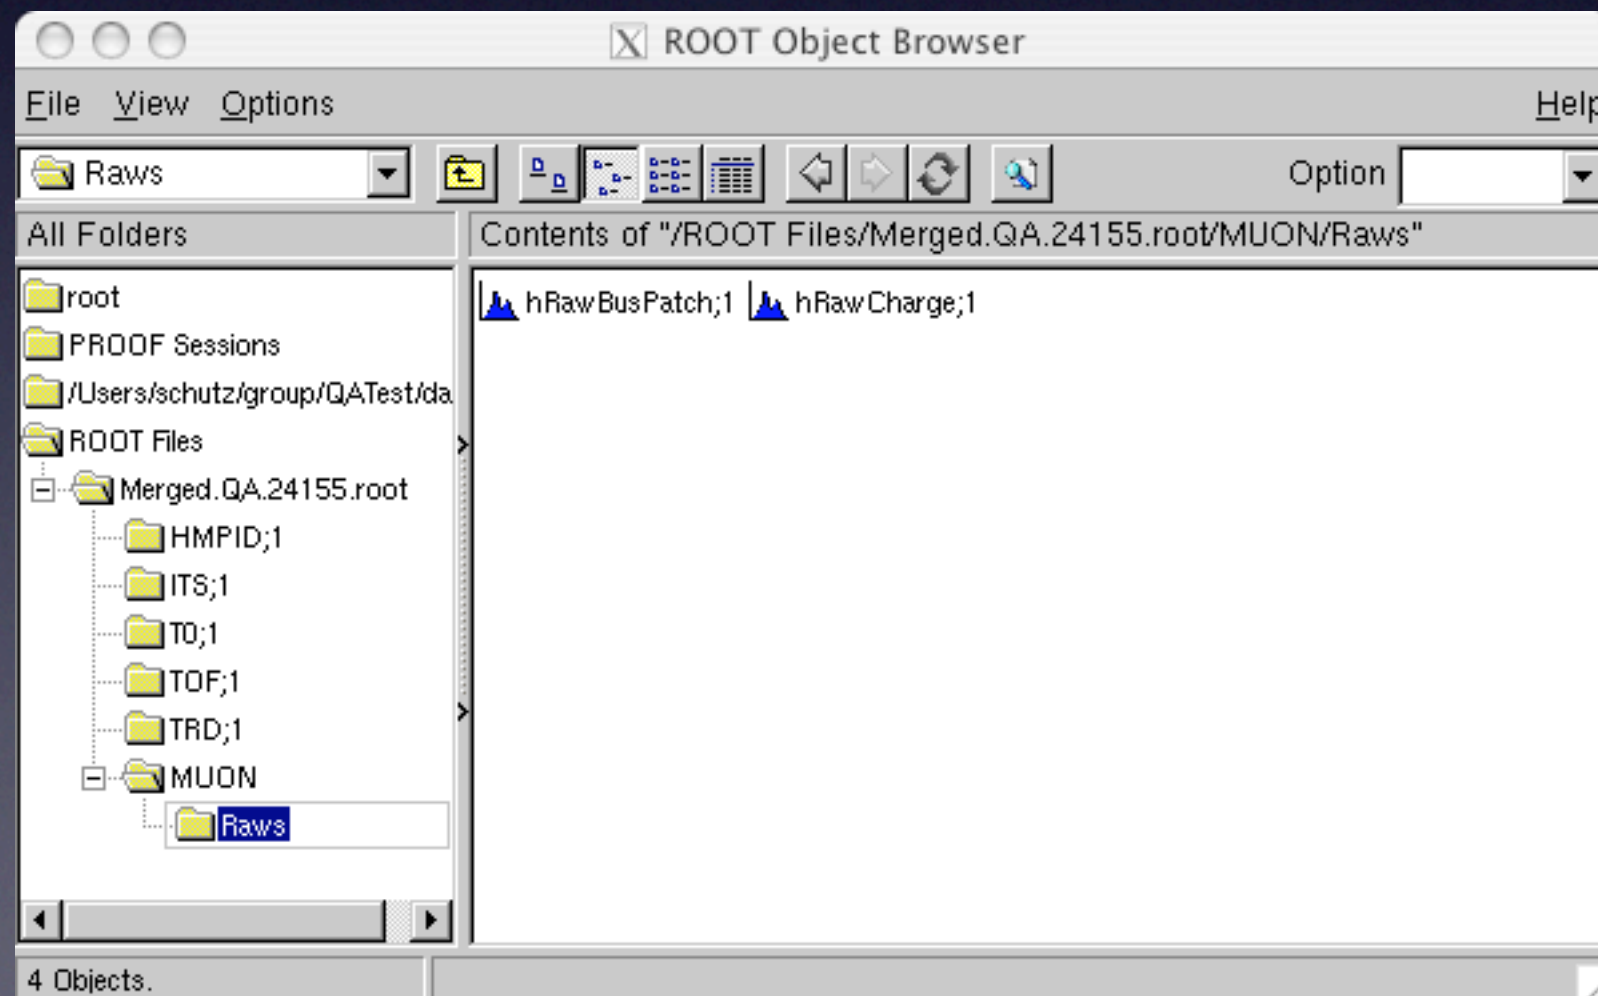 X ROOT Object Browser
File View Options Help
Raws Option
All Folders Contents of "/ROOT Files/Merged.QA.24155.root/MUON/Raws"
root hRawBusPatch;1 hRawCharge;1
PROOF Sessions
/Users/schutz/group/QATest/da
ROOT Files
Merged.QA.24155.root
HMPID;1
ITS;1
T0;1
TOF;1
TRD;1
MUON
Raws
4 Objects.